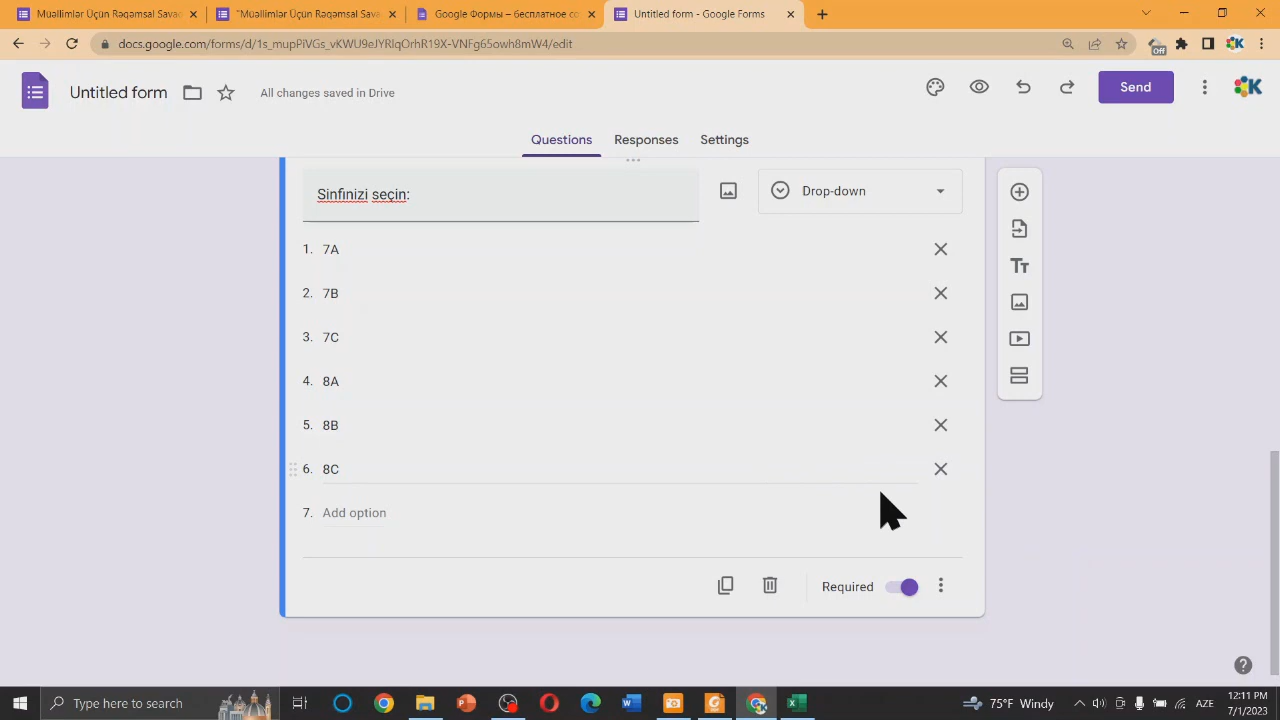 Müəllimlər Üçün Rəqəmsal Savad
"Müəllimlər Üçün Rəqəmsal Sava
Google Формы – бесплатное со
Untitled form - Google Forms
docs.google.com/forms/d/1s_mupPiVGs_vKWU9eJYRlqOrhR19X-VNFg65owh8mW4/edit
Off
K
Untitled form
All changes saved in Drive
Send
K
Questions
Responses
Settings
Sinfinizi seçin:
Drop-down
1. 7A
2. 7B
3. 7C
4. 8A
5. 8B
6. 8C
7. Add option
Required
Type here to search
75°F Windy
AZE
12:11 PM
7/1/2023